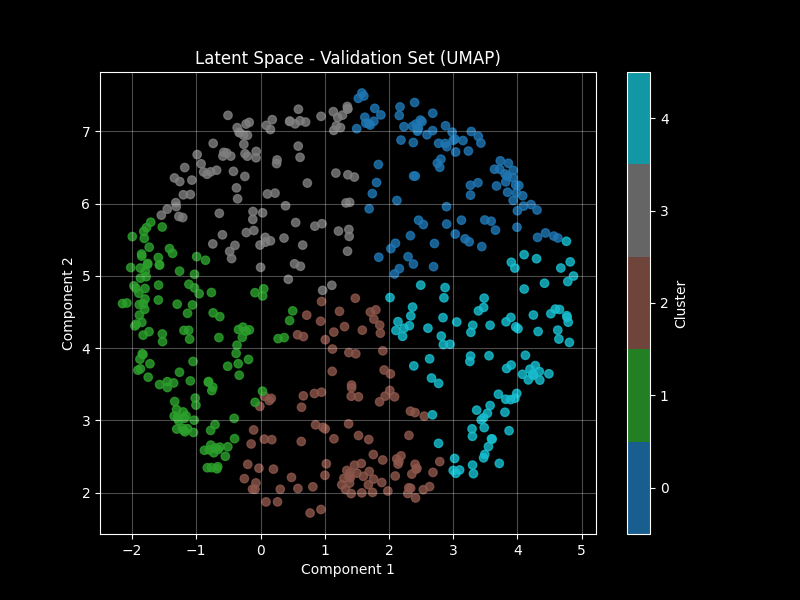 Latent Space - Validation Set (UMAP)
7
6
5
4
3
2
Component 2
−2 −1 0 1 2 3 4 5
Component 1
4
3
2
1
0
Cluster